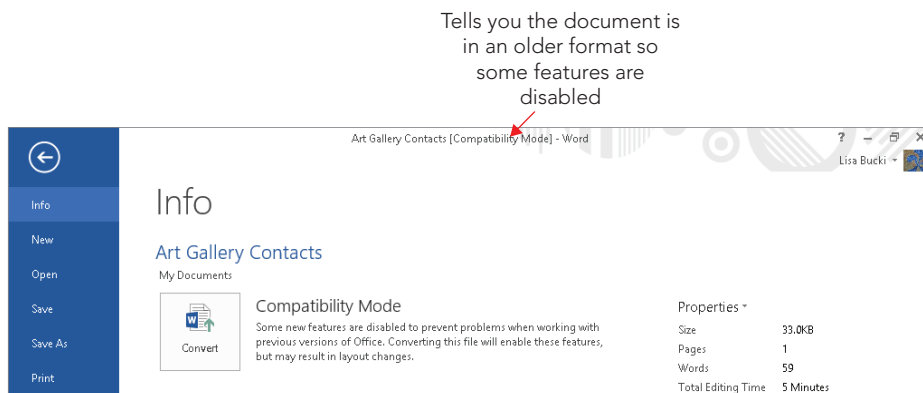 Tells you the document is
in an older format so
some features are
disabled
Art Gallery Contacts [Compatibility Mode] - Word
?
Lisa Bucki
Info
Info
New
Art Gallery Contacts
Open
My Documents
Save
Convert
Compatibility Mode
Some new features are disabled to prevent problems when working with
previous versions of Office. Converting this file will enable these features,
but may result in layout changes.
Save As
Print
Properties
Size 33.0KB
Pages 1
Words 59
Total Editing Time 5 Minutes